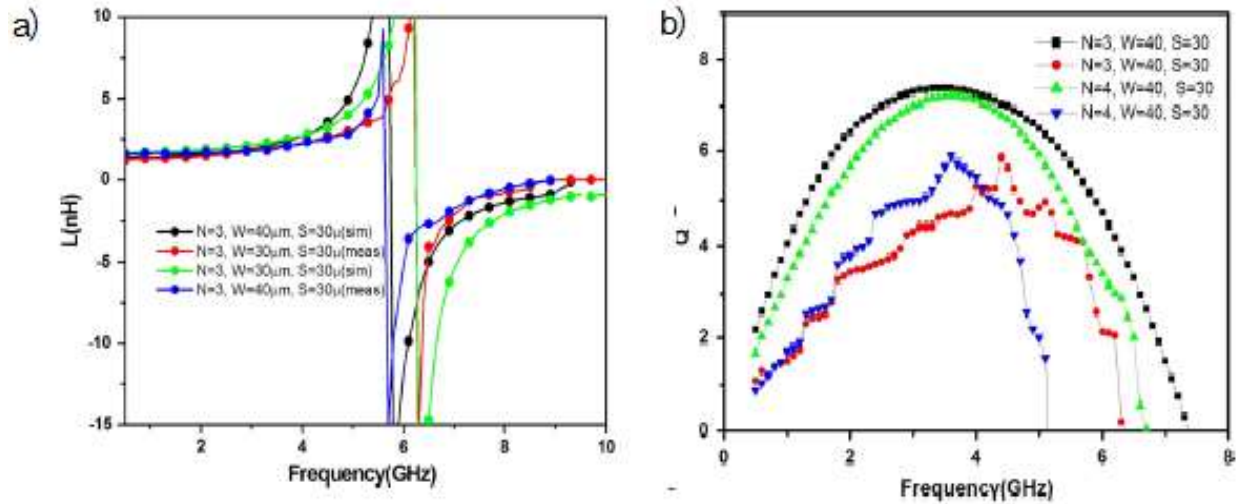 a)
10
5
0
-5
-10
-15
L(nH)
2
4
6
8
10
Frequency(GHz)
N=3, W=40μm, S=30μ(sim)
N=3, W=30μm, S=30μ(meas)
N=3, W=30μm, S=30μ(sim)
N=3, W=40μm, S=30μ(meas)
b)
8
6
4
2
0
0
2
4
6
8
Frequency(GHz)
N=3, W=40, S=30
N=3, W=40, S=30
N=4, W=40, S=30
N=4, W=40, S=30